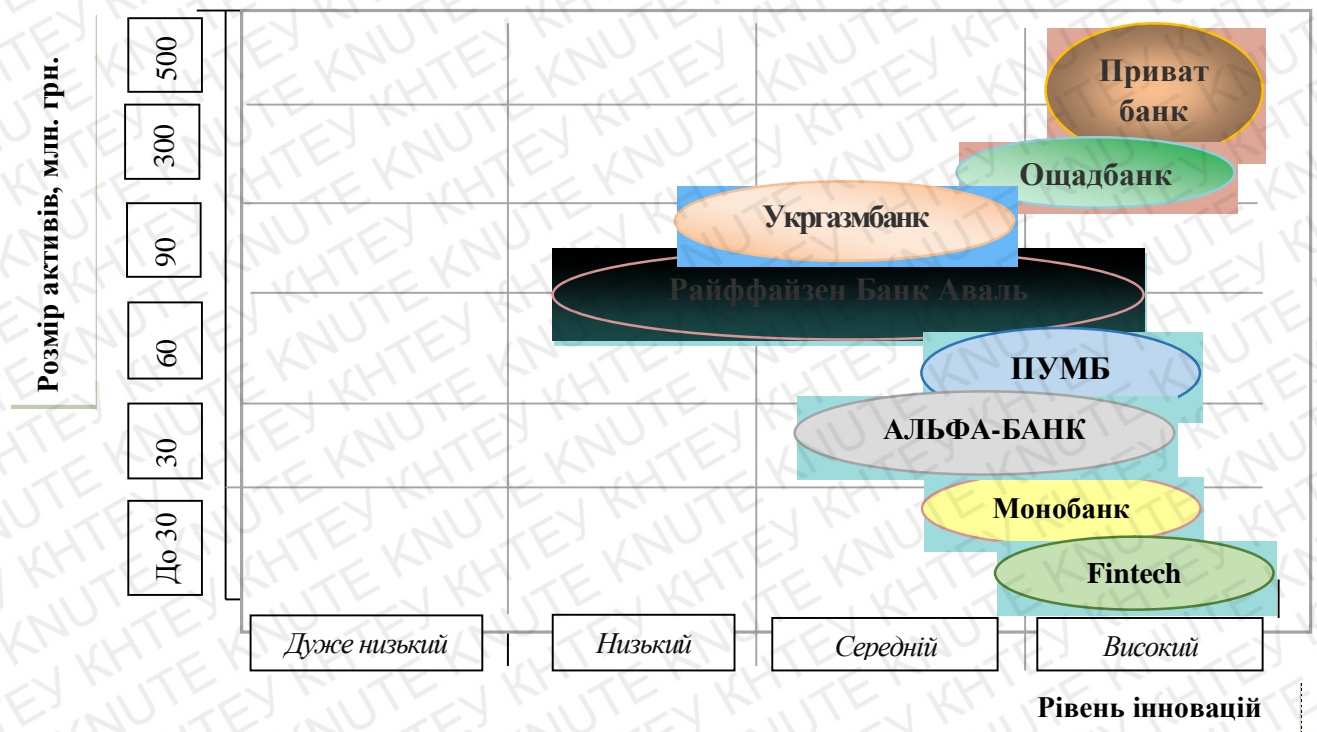 Розмір активів, млн. грн.
500
300
90
60
30
До 30
Приват
банк
Ощадбанк
Укргазмбанк
Райффайзен Банк Аваль
ПУМБ
АЛЬФА-БАНК
Монобанк
Fintech
Дуже низький
Низький
Середній
Високий
Рівень інновацій